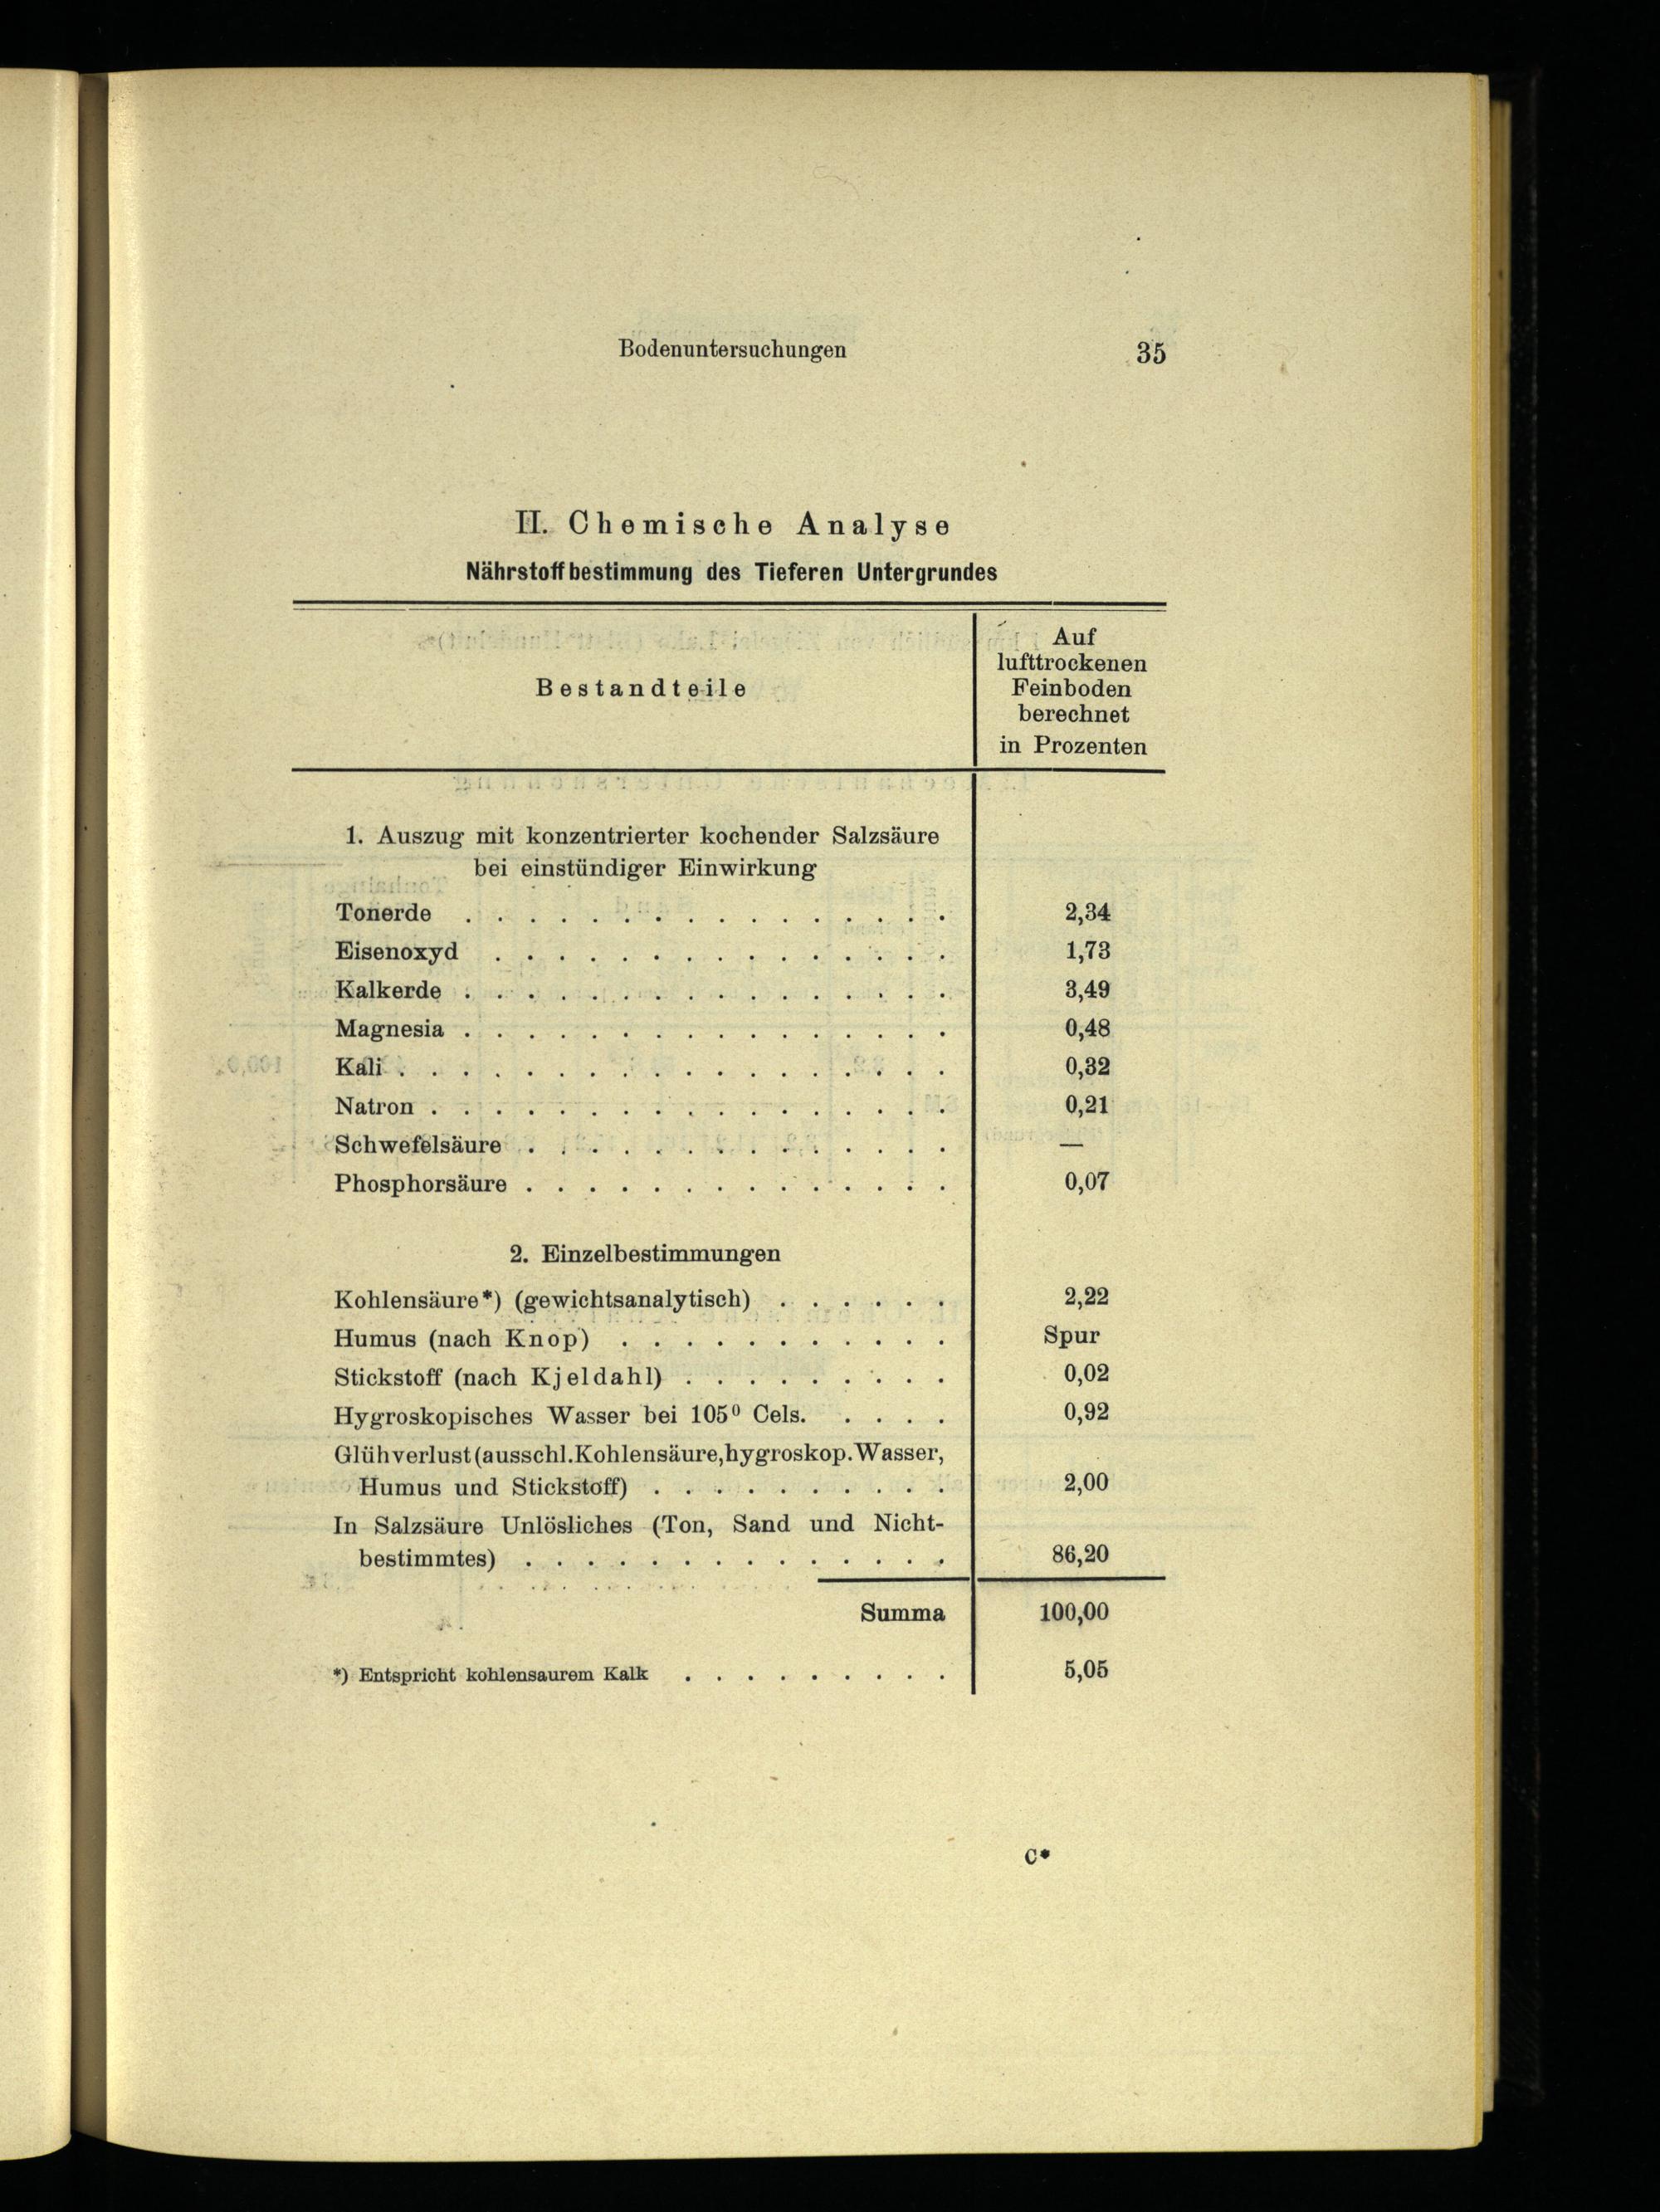 Bodenuntersuchungen 35
II. Chemische Analyse
Nährstoffbestimmung des Tieferen Untergrundes
Bestandteile
Auf
lufttrockenen
Feinboden
berechnet
in Prozenten
1. Auszug mit konzentrierter kochender Salzsäure
bei einstündiger Einwirkung
Tonerde . . . . . . . . . . . . . . . . 2,34
Eisenoxyd . . . . . . . . . . . . . . . 1,73
Kalkerde . . . . . . . . . . . . . . . . 3,49
Magnesia . . . . . . . . . . . . . . . . 0,48
Kali . . . . . . . . . . . . . . . . . . 0,32
Natron . . . . . . . . . . . . . . . . . 0,21
Schwefelsäure . . . . . . . . . . . . . . —
Phosphorsäure . . . . . . . . . . . . . . 0,07
2. Einzelbestimmungen
Kohlensäure*) (gewichtsanalytisch) . . . . . . 2,22
Humus (nach Knop) . . . . . . . . . . . Spur
Stickstoff (nach Kjeldahl) . . . . . . . . . 0,02
Hygroskopisches Wasser bei 105⁰ Cels. . . . . 0,92
Glühverlust (ausschl. Kohlensäure, hygroskop. Wasser,
Humus und Stickstoff) . . . . . . . . . . 2,00
In Salzsäure Unlösliches (Ton, Sand und Nicht-
bestimmtes) . . . . . . . . . . . . . . 86,20
Summa 100,00
*) Entspricht kohlensaurem Kalk . . . . . . . . . 5,05
C*